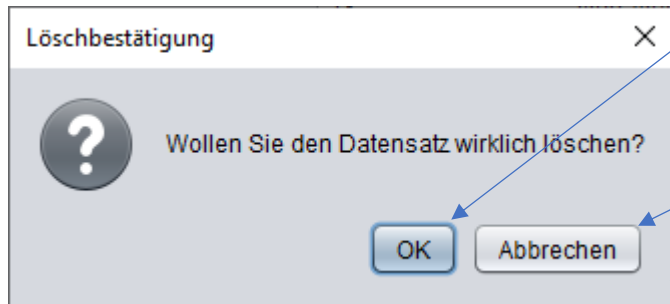 Löschbestätigung
Wollen Sie den Datensatz wirklich löschen?
OK
Abbrechen